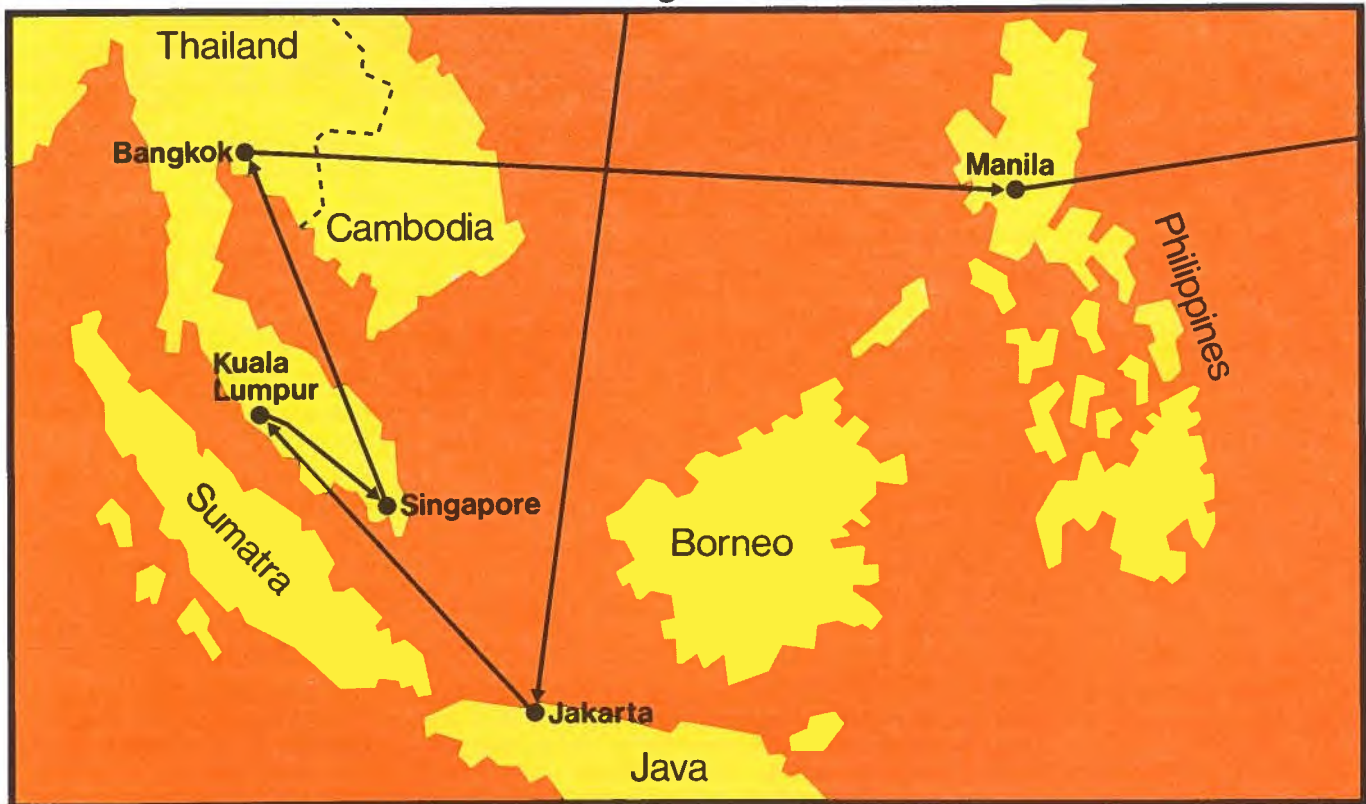 Thailand
Bangkok
Manila
Cambodia
Philippines
Kuala
Lumpur
Singapore
Sumatra
Borneo
Jakarta
Java